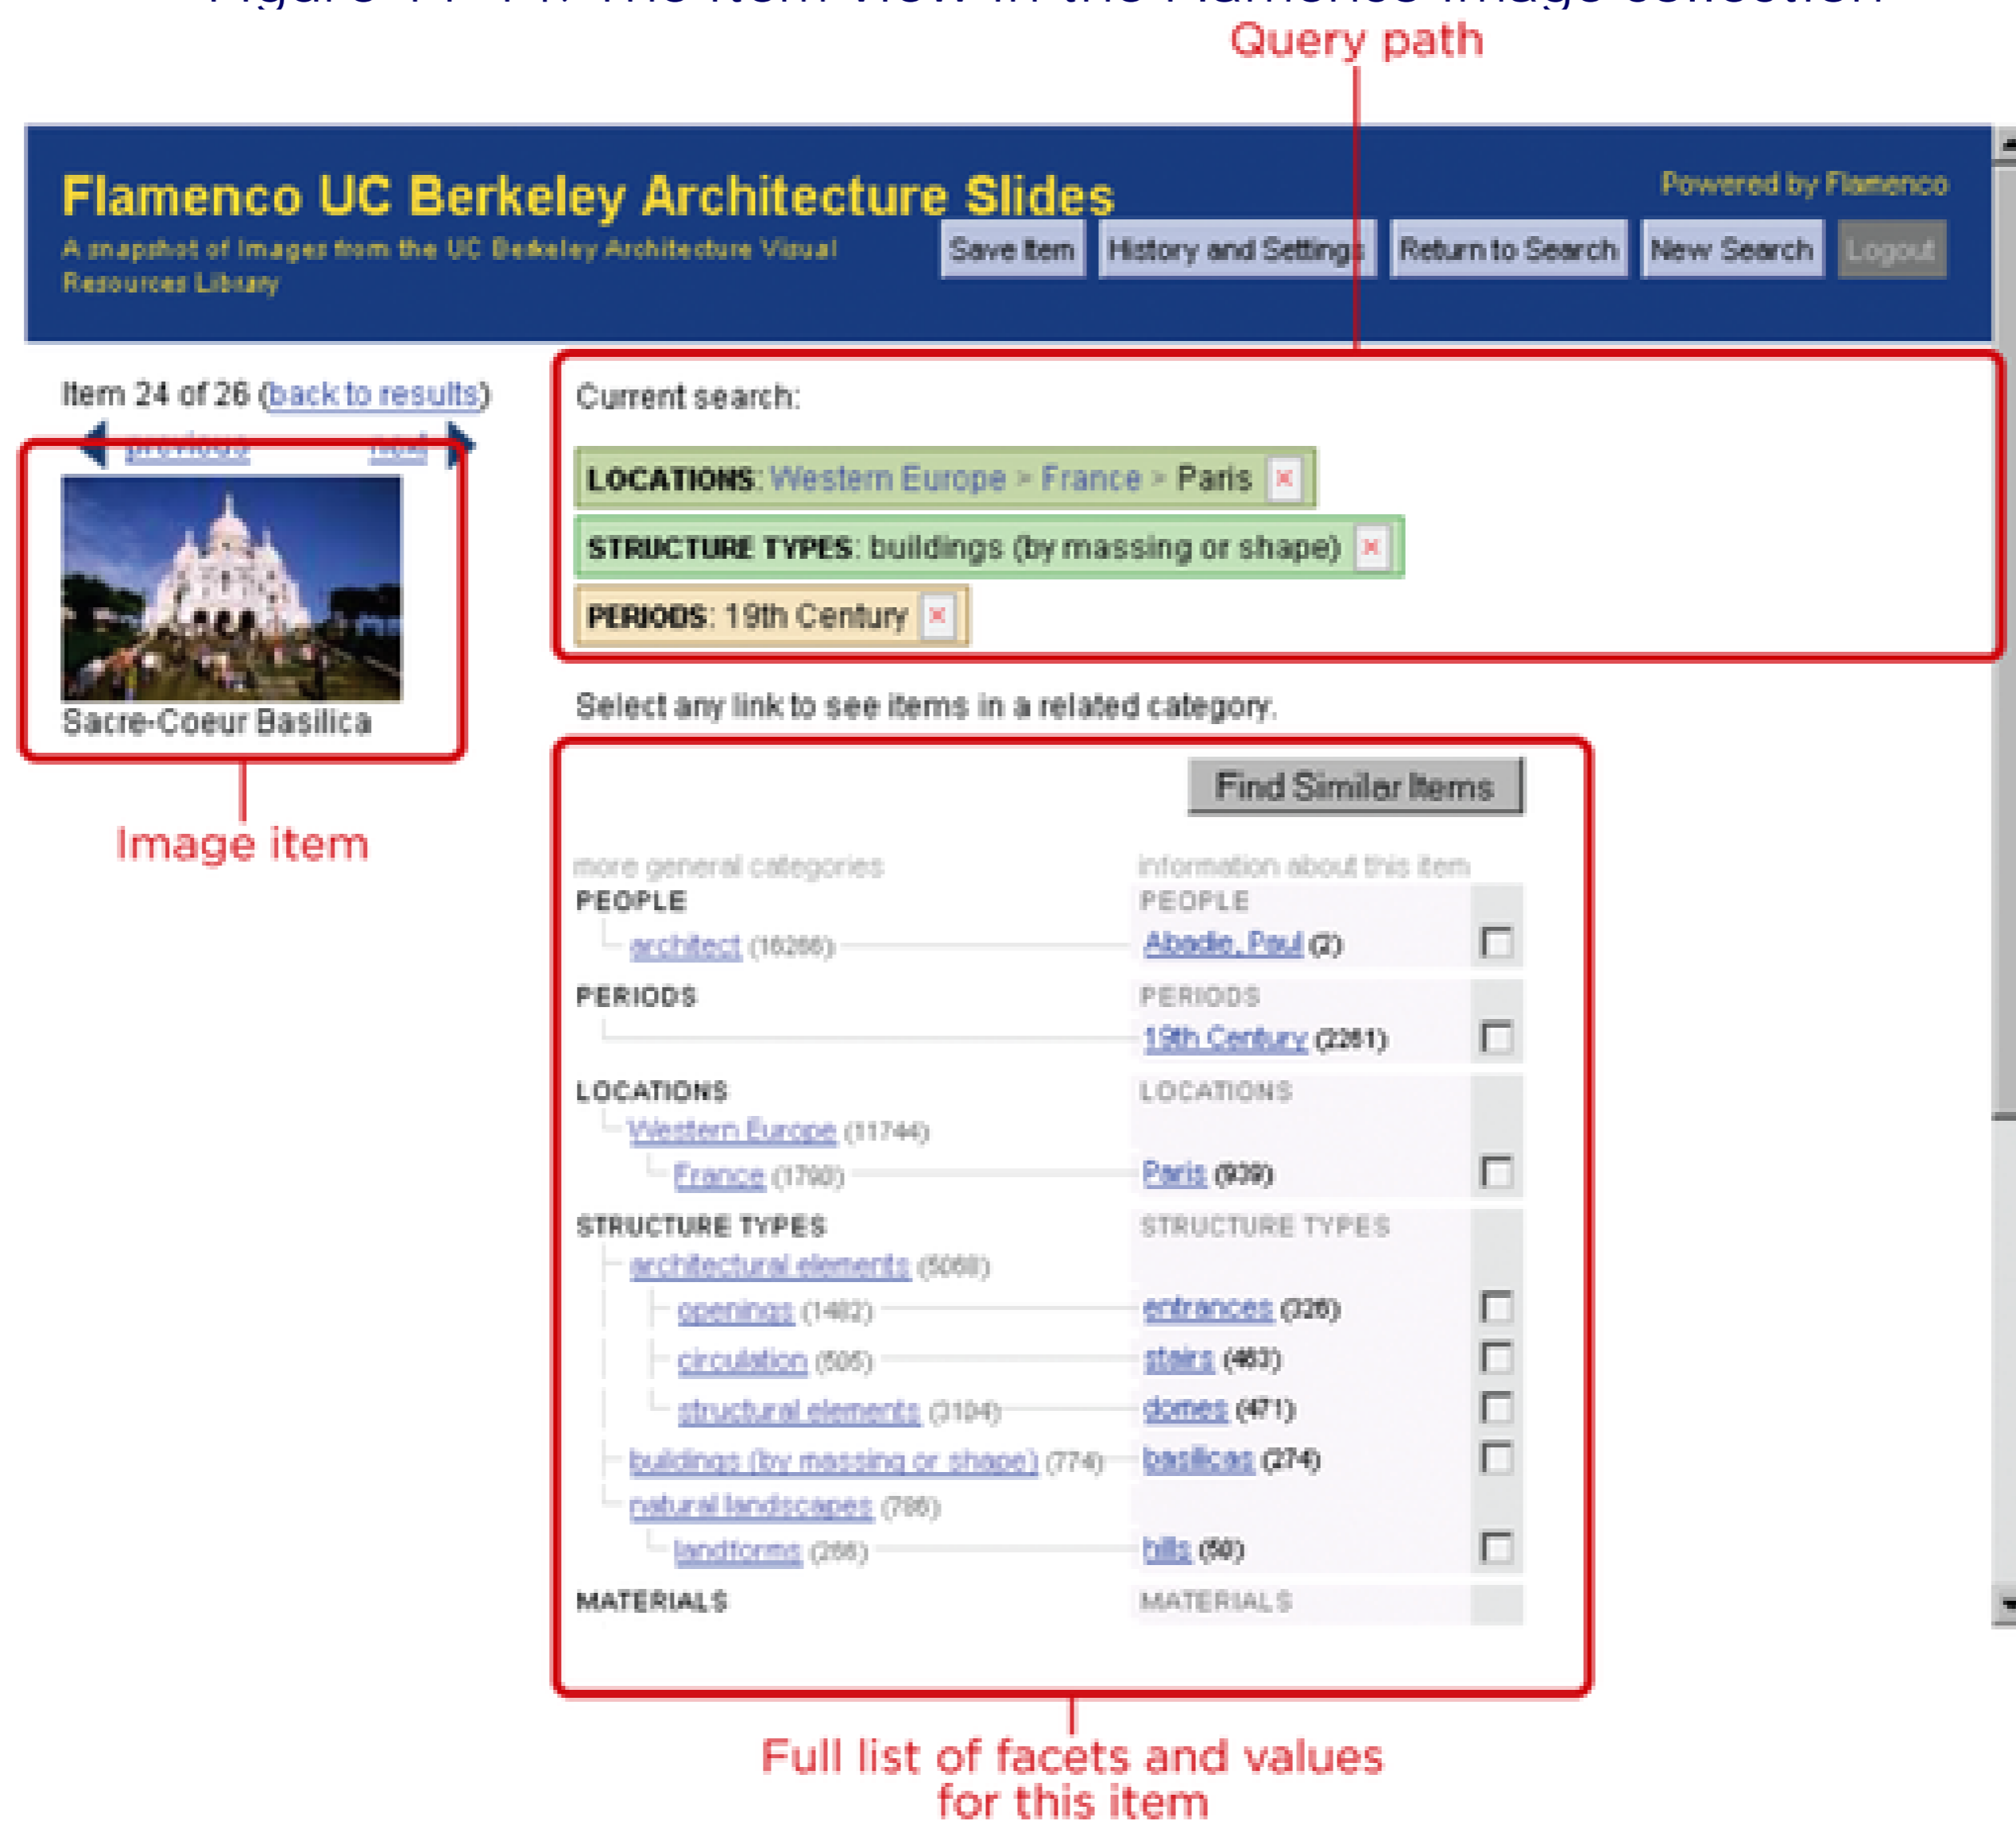 Query path
Flamenco UC Berkeley Architecture Slides
Powered by Flamenco
A snapshot of Images from the UC Berkeley Architecture Visual
Resources Library
Save Item History and Settings Return to Search New Search Logout
Item 24 of 26 (back to results)
previous next
Sacre-Coeur Basilica
Image item
Current search:
LOCATIONS: Western Europe > France > Paris
STRUCTURE TYPES: buildings (by massing or shape)
PERIODS: 19th Century
Select any link to see items in a related category.
Find Similar Items
more general categories information about this item
PEOPLE PEOPLE
architect Abadie, Paul (2)
PERIODS PERIODS
19th Century (2261)
LOCATIONS LOCATIONS
Western Europe (11744)
France Paris (939)
STRUCTURE TYPES STRUCTURE TYPES
architectural elements
openings (1482) entrances (326)
circulation stairs (463)
structural elements (3104) domes (471)
buildings (by massing or shape) (774) basilicas (274)
natural landscapes
landforms hills
MATERIALS MATERIALS
Full list of facets and values
for this item